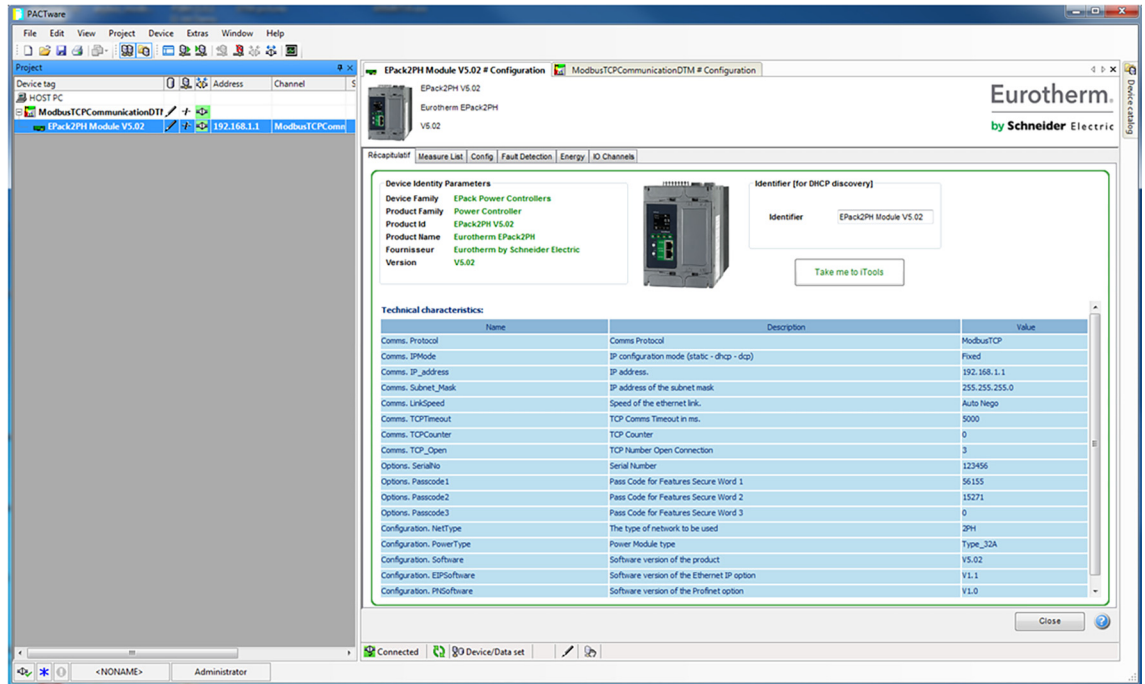 PACTware
File Edit View Project Device Extras Window Help
Project
Device tag Address Channel S
HOST PC
ModbusTCPCommunicationDTM
EPack2PH Module V5.02 192.168.1.1 ModbusTCPComm
EPack2PH Module V5.02 # Configuration ModbusTCPCommunicationDTM # Configuration
EPack2PH V5.02
Eurotherm EPack2PH
V5.02
Eurotherm.
by Schneider Electric
Device catalog
Récapitulatif Measure List Config Fault Detection Energy IO Channels
Device Identity Parameters
Device Family EPack Power Controllers
Product Family Power Controller
Product Id EPack2PH V5.02
Product Name Eurotherm EPack2PH
Fournisseur Eurotherm by Schneider Electric
Version V5.02
Identifier [for DHCP discovery]
Identifier EPack2PH Module V5.02
Take me to iTools
Technical characteristics:
Name Description Value
Comms. Protocol Comms Protocol ModbusTCP
Comms. IPMode IP configuration mode (static - dhcp - dcp) Fixed
Comms. IP_address IP address. 192.168.1.1
Comms. Subnet_Mask IP address of the subnet mask 255.255.255.0
Comms. LinkSpeed Speed of the ethernet link. Auto Nego
Comms. TCPTimeout TCP Comms Timeout in ms. 5000
Comms. TCPCounter TCP Counter 0
Comms. TCP_Open TCP Number Open Connection 3
Options. SerialNo Serial Number 123456
Options. Passcode1 Pass Code for Features Secure Word 1 56155
Options. Passcode2 Pass Code for Features Secure Word 2 15271
Options. Passcode3 Pass Code for Features Secure Word 3 0
Configuration. NetType The type of network to be used 2PH
Configuration. PowerType Power Module type Type_32A
Configuration. Software Software version of the product V5.02
Configuration. EIPSoftware Software version of the Ethernet IP option V1.1
Configuration. PNSoftware Software version of the Profinet option V1.0
Close
Connected Device/Data set
<NONAME> Administrator